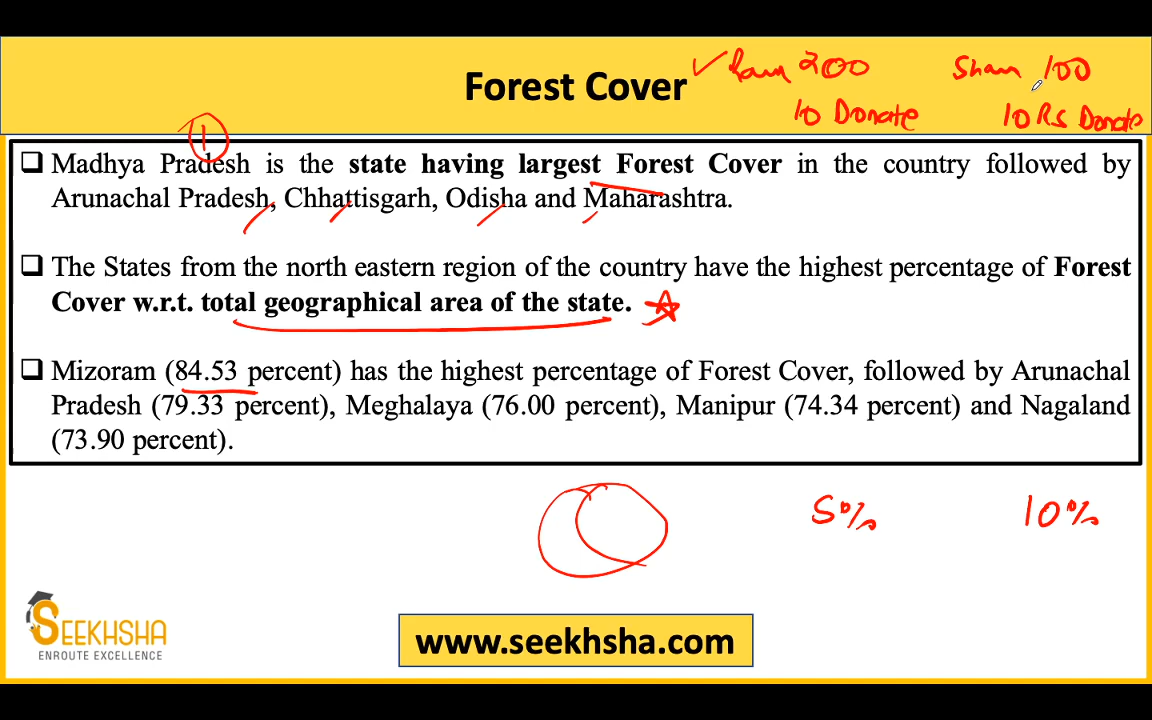 Forest Cover
Ram 200
Sham 100
10 Donate
10 RS Donate
1
Madhya Pradesh is the state having largest Forest Cover in the country followed by
Arunachal Pradesh, Chhattisgarh, Odisha and Maharashtra.
The States from the north eastern region of the country have the highest percentage of Forest
Cover w.r.t. total geographical area of the state.
Mizoram (84.53 percent) has the highest percentage of Forest Cover, followed by Arunachal
Pradesh (79.33 percent), Meghalaya (76.00 percent), Manipur (74.34 percent) and Nagaland
(73.90 percent).
5%
10%
SEEKHSHA
ENROUTE EXCELLENCE
www.seekhsha.com